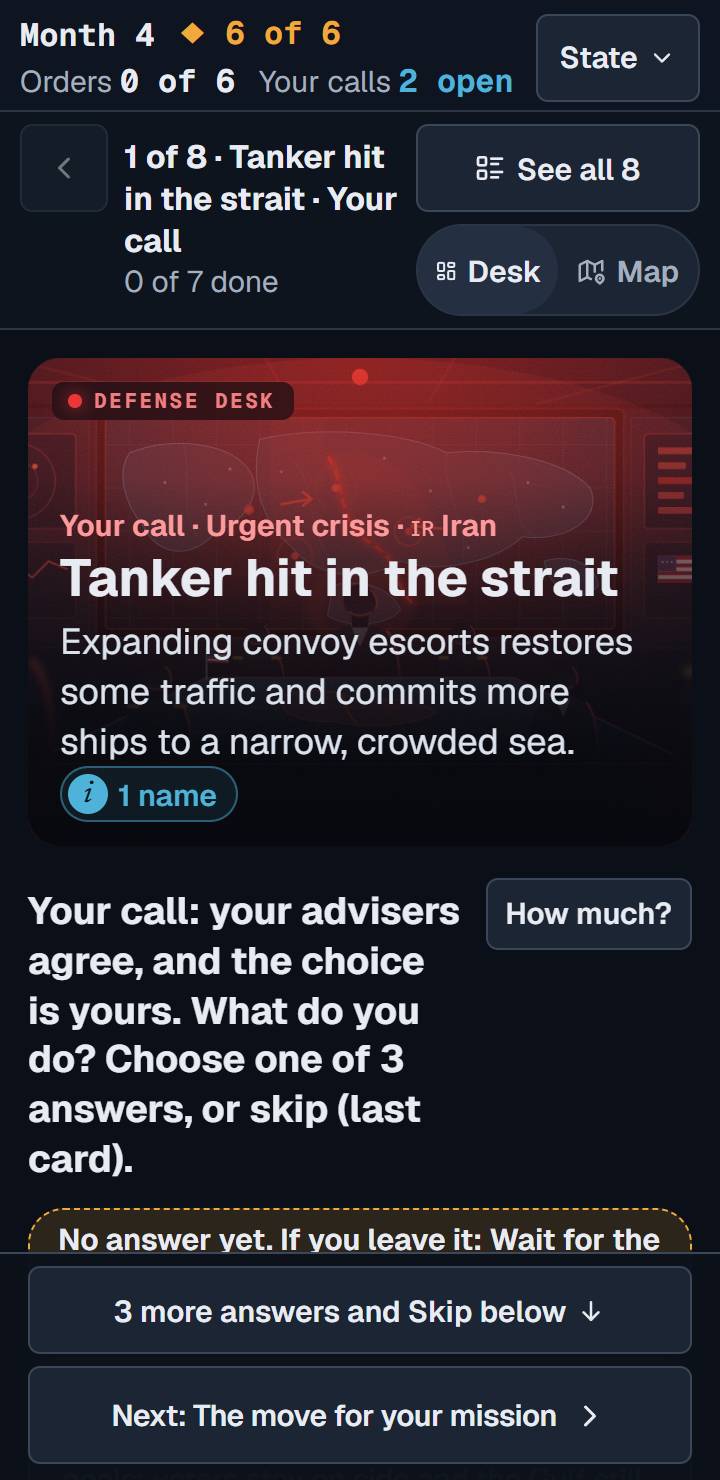 Month 4 ◆ 6 of 6
Orders 0 of 6 Your calls 2 open
State
1 of 8 · Tanker hit
in the strait · Your
call
0 of 7 done
See all 8
Desk
Map
DEFENSE DESK
Your call · Urgent crisis · IR Iran
Tanker hit in the strait
Expanding convoy escorts restores
some traffic and commits more
ships to a narrow, crowded sea.
i 1 name
Your call: your advisers
agree, and the choice
is yours. What do you
do? Choose one of 3
answers, or skip (last
card).
How much?
No answer yet. If you leave it: Wait for the
3 more answers and Skip below ↓
Next: The move for your mission